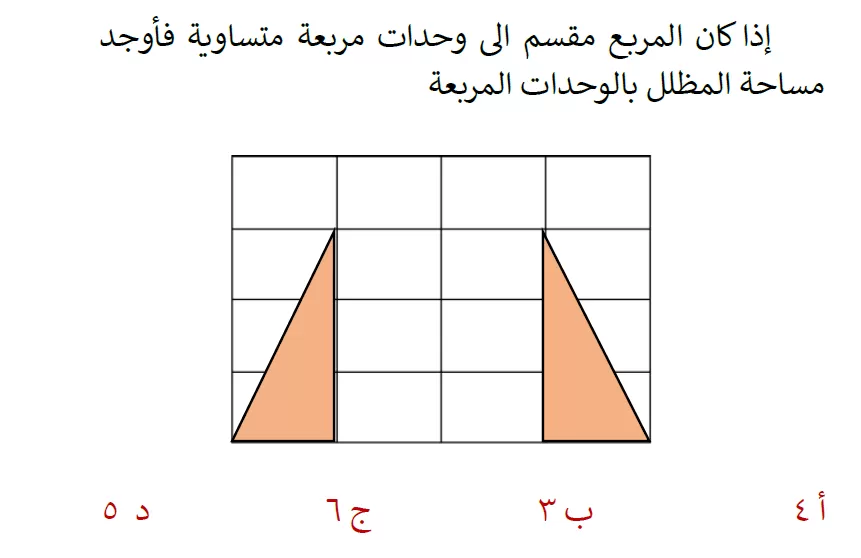 إذا كان المربع مقسم الى وحدات مربعة متساوية فأوجد
مساحة المظلل بالوحدات المربعة
أ ٤ ب ٣ ج ٦ د ٥